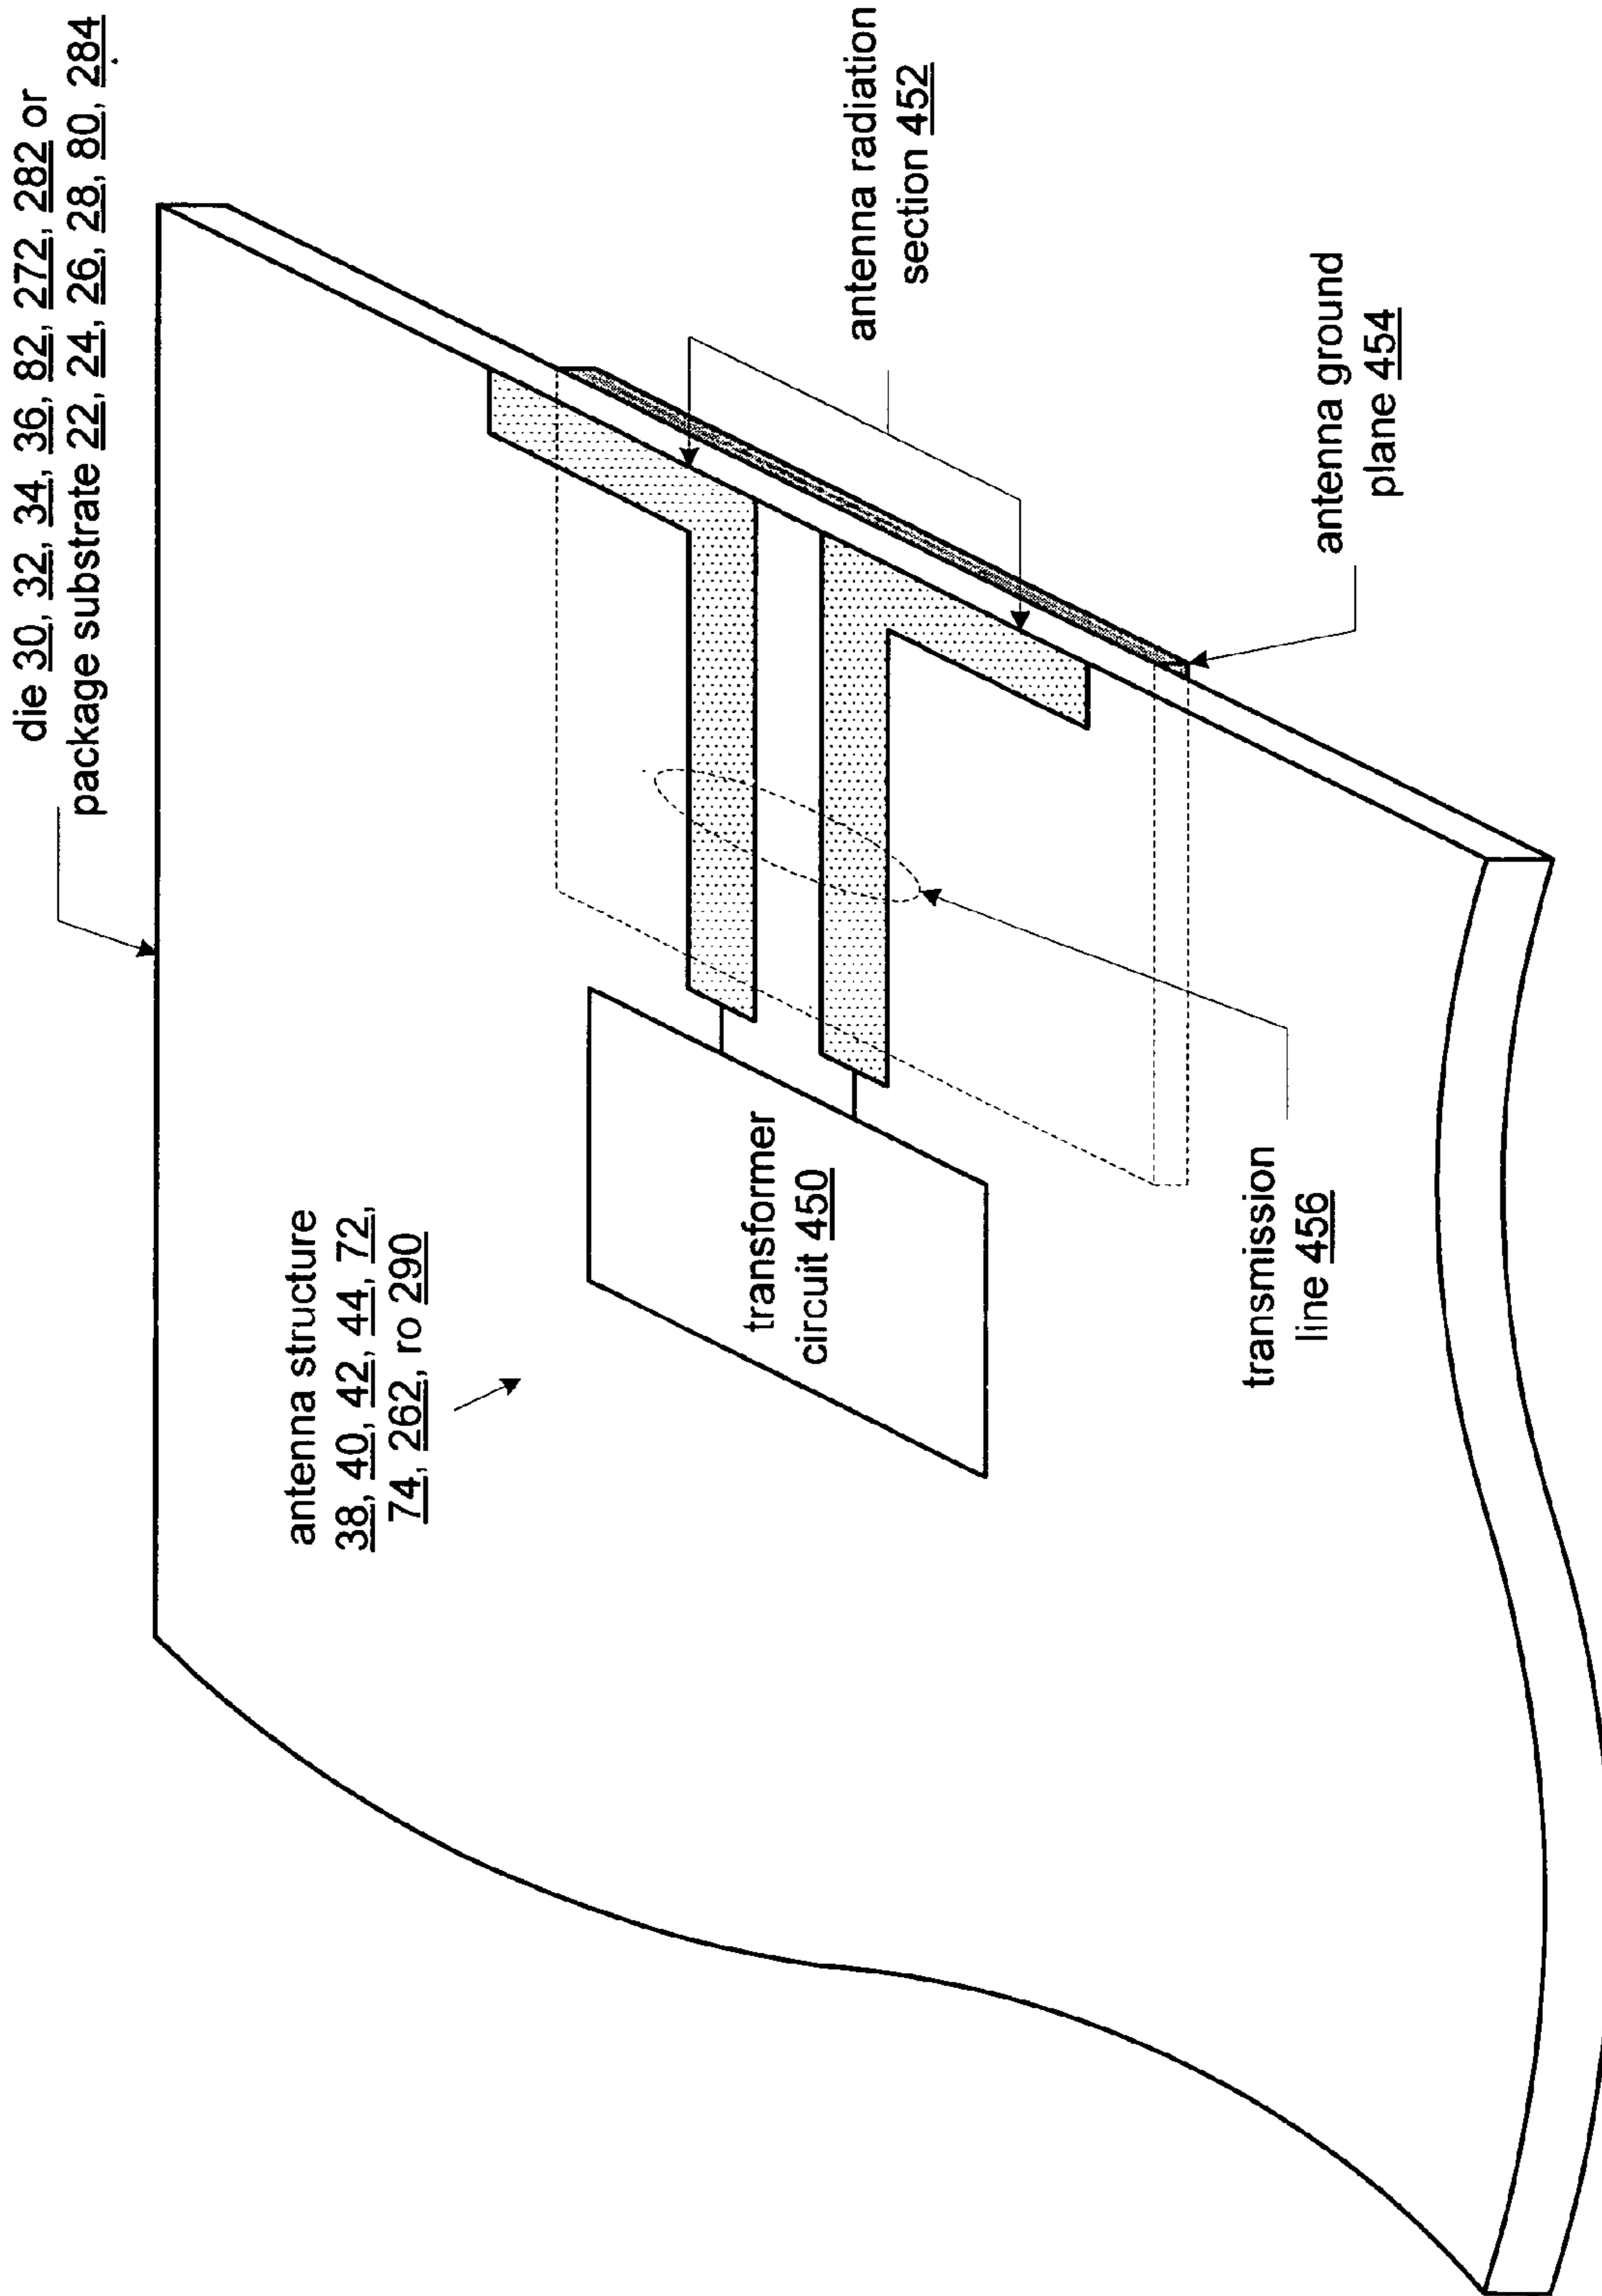 die 30, 32, 34, 36, 82, 272, 282 or
package substrate 22, 24, 26, 28, 80, 284
antenna structure
38, 40, 42, 44, 72,
74, 262, ro 290
transformer
circuit 450
antenna radiation
section 452
antenna ground
plane 454
transmission
line 456